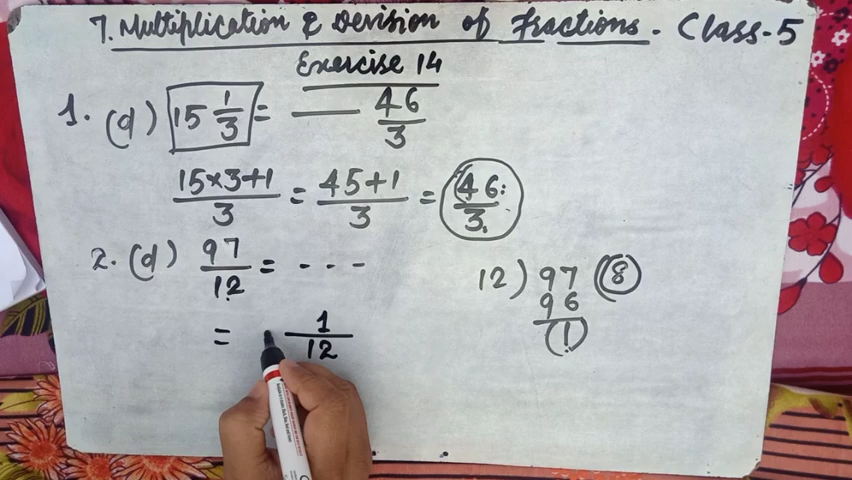 7. Multiplication & Devision of Fractions. Class-5
Exercise 14
1. (d) 15 1/3 = —— 46/3
15×3+1/3 = 45+1/3 = 46/3
2. (d) 97/12 = - - -
12) 97 (8
96
1
= 1/12